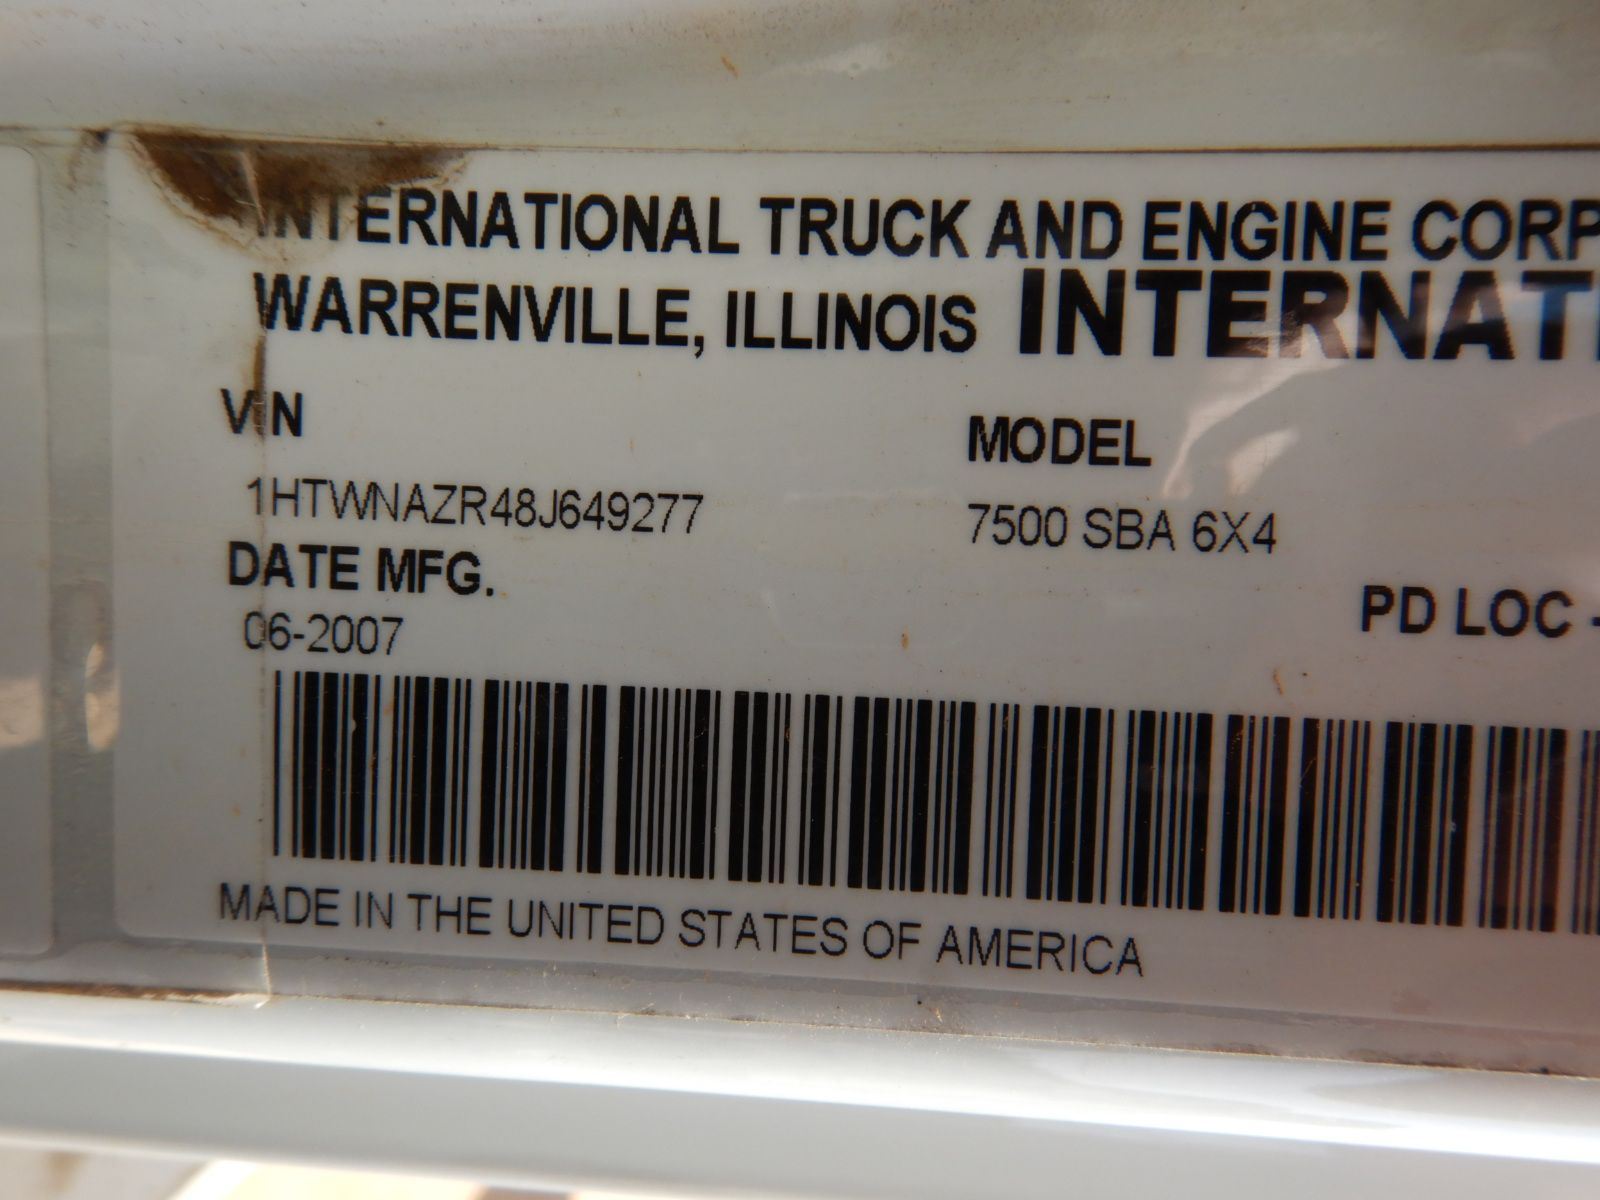 INTERNATIONAL TRUCK AND ENGINE CORP
WARRENVILLE, ILLINOIS INTERNAT
VIN
MODEL
1HTWNAZR48J649277
7500 SBA 6X4
DATE MFG.
06-2007
PD LOC -
MADE IN THE UNITED STATES OF AMERICA